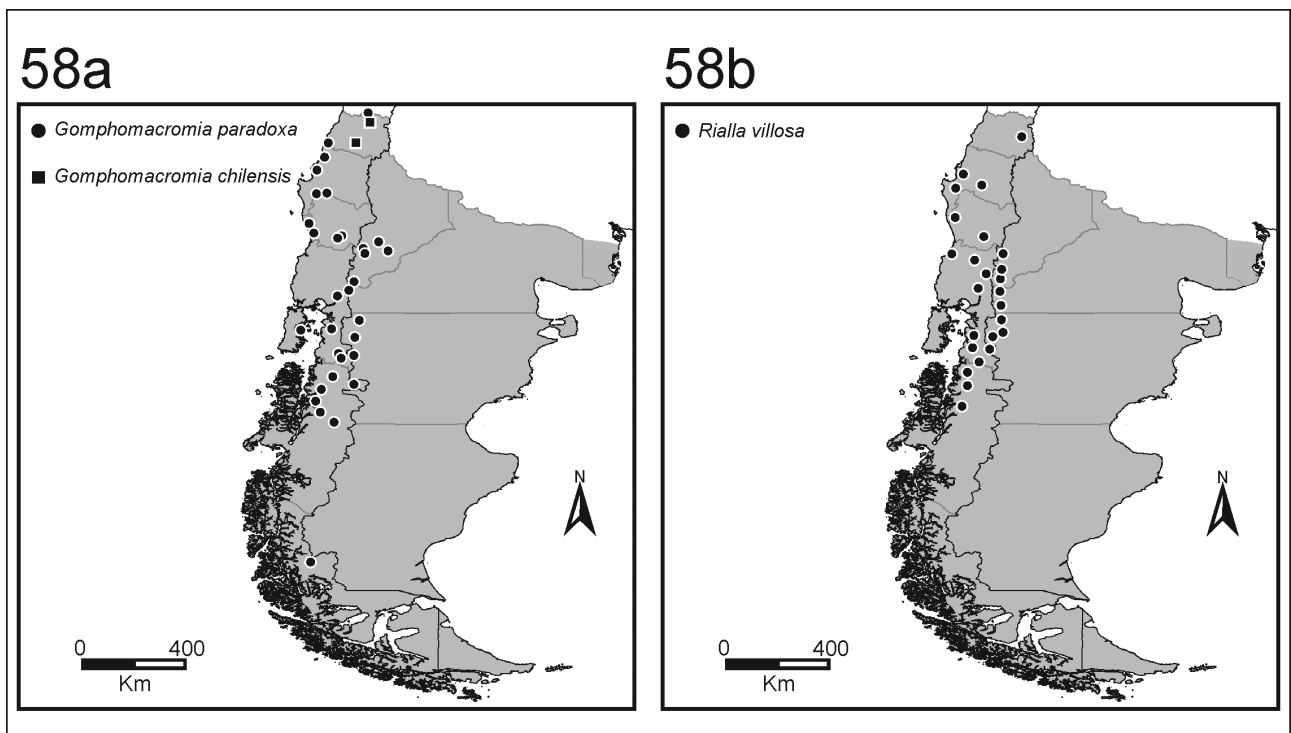 58a
Gomphomacromia paradoxa
Gomphomacromia chilensis
N
0 400
Km
58b
Rialla villosa
N
0 400
Km